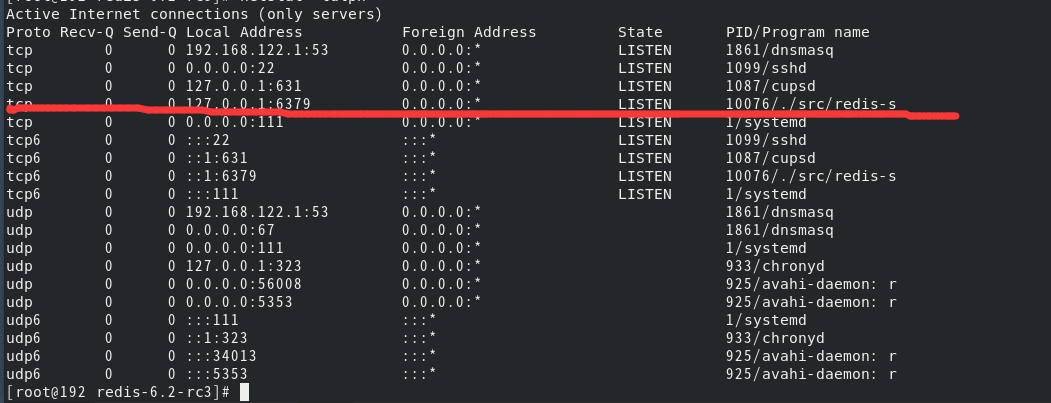 Active Internet connections (only servers)
Proto Recv-Q Send-Q Local Address Foreign Address State PID/Program name
tcp 0 0 192.168.122.1:53 0.0.0.0:* LISTEN 1861/dnsmasq
tcp 0 0 0.0.0.0:22 0.0.0.0:* LISTEN 1099/sshd
tcp 0 0 127.0.0.1:631 0.0.0.0:* LISTEN 1087/cupsd
tcp 0 0 127.0.0.1:6379 0.0.0.0:* LISTEN 10076/./src/redis-s
tcp 0 0 0.0.0.0:111 0.0.0.0:* LISTEN 1/systemd
tcp6 0 0 :::22 :::* LISTEN 1099/sshd
tcp6 0 0 ::1:631 :::* LISTEN 1087/cupsd
tcp6 0 0 ::1:6379 :::* LISTEN 10076/./src/redis-s
tcp6 0 0 :::111 :::* LISTEN 1/systemd
udp 0 0 192.168.122.1:53 0.0.0.0:* 1861/dnsmasq
udp 0 0 0.0.0.0:67 0.0.0.0:* 1861/dnsmasq
udp 0 0 0.0.0.0:111 0.0.0.0:* 1/systemd
udp 0 0 127.0.0.1:323 0.0.0.0:* 933/chronyd
udp 0 0 0.0.0.0:56008 0.0.0.0:* 925/avahi-daemon: r
udp 0 0 0.0.0.0:5353 0.0.0.0:* 925/avahi-daemon: r
udp6 0 0 :::111 :::* 1/systemd
udp6 0 0 ::1:323 :::* 933/chronyd
udp6 0 0 :::34013 :::* 925/avahi-daemon: r
udp6 0 0 :::5353 :::* 925/avahi-daemon: r
[root@192 redis-6.2-rc3]#